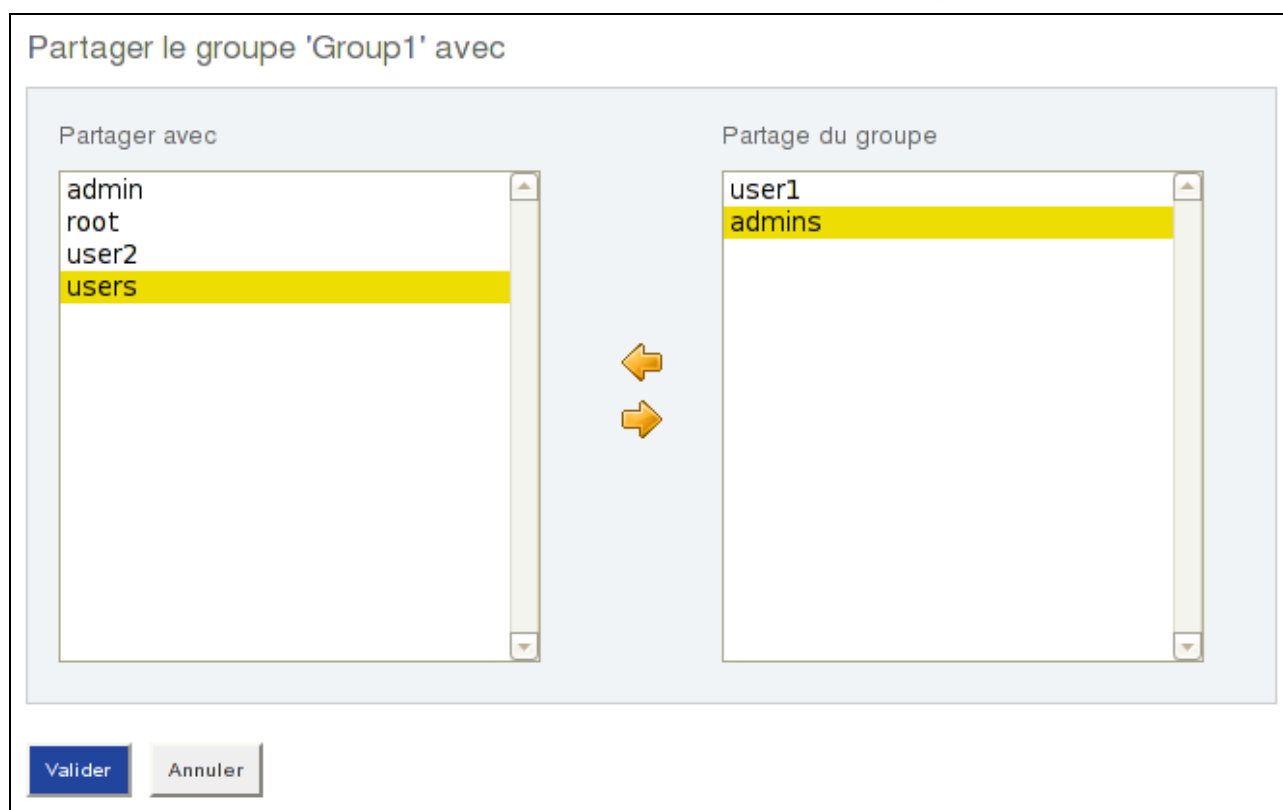 Partager le groupe 'Group1' avec
Partager avec
admin
root
user2
users
Partage du groupe
user1
admins
Valider
Annuler